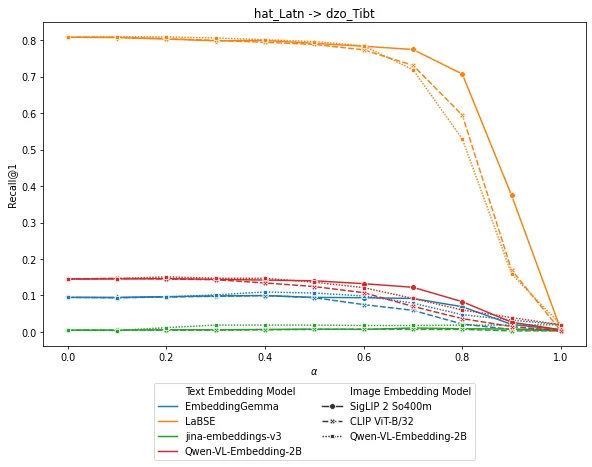 hat_Latn -> dzo_Tibt
Recall@1
0.8
0.7
0.6
0.5
0.4
0.3
0.2
0.1
0.0
0.0 0.2 0.4 0.6 0.8 1.0
α
Text Embedding Model
EmbeddingGemma
LaBSE
jina-embeddings-v3
Qwen-VL-Embedding-2B
Image Embedding Model
SigLIP 2 So400m
CLIP ViT-B/32
Qwen-VL-Embedding-2B